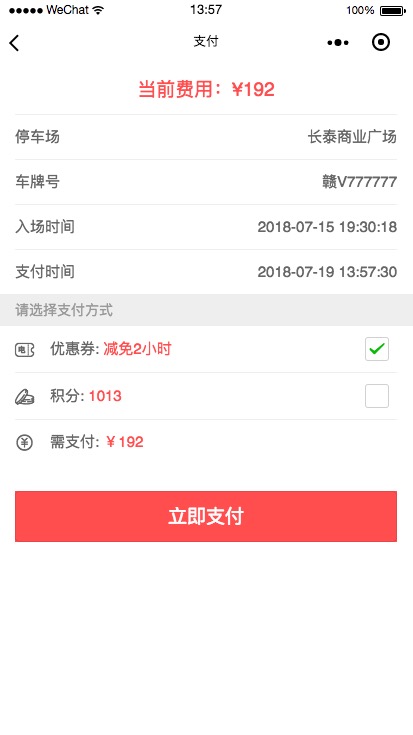 WeChat 13:57 100%
支付
当前费用：¥192
停车场 长泰商业广场
车牌号 赣V777777
入场时间 2018-07-15 19:30:18
支付时间 2018-07-19 13:57:30
请选择支付方式
电 优惠券: 减免2小时
积分: 1013
¥ 需支付: ¥ 192
立即支付